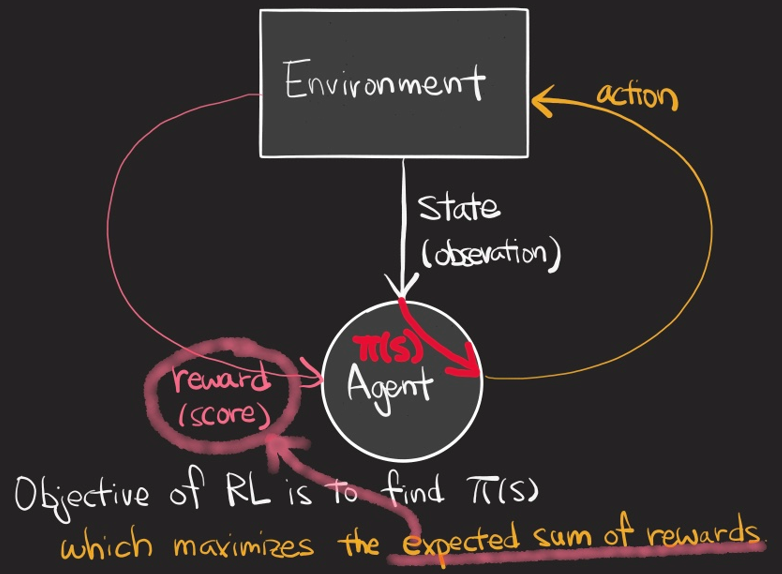 Environment
action
State
(obsevation)
π(s)
Agent
reward
(score)
Objective of RL is to find π(s)
which maximizes the expected sum of rewards.